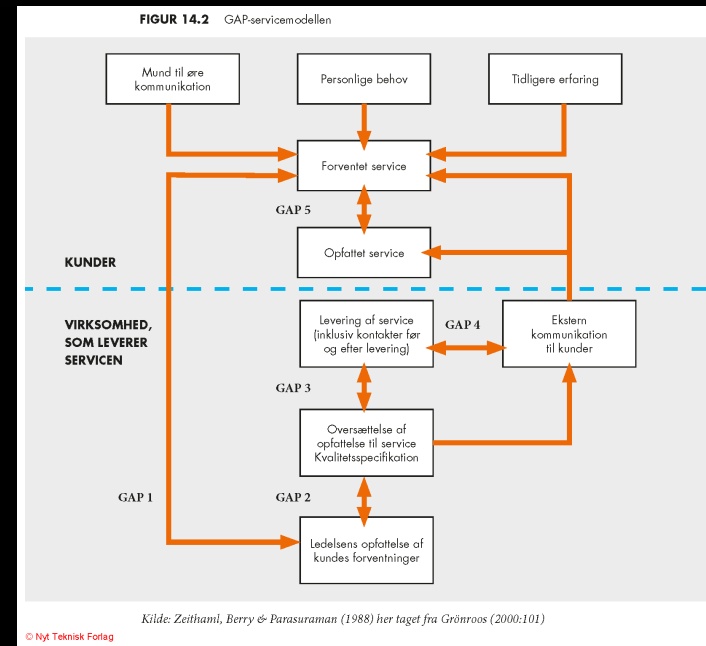 FIGUR 14.2 GAP-servicemodellen
Mund til øre
kommunikation
Personlige behov
Tidligere erfaring
Forventet service
GAP 5
Opfattet service
KUNDER
VIRKSOMHED,
SOM LEVERER
SERVICEN
Levering af service
(inklusiv kontakter før
og efter levering)
GAP 4
Ekstern
kommunikation
til kunder
GAP 3
Oversættelse af
opfattelse til service
Kvalitetsspecifikation
GAP 1
GAP 2
Ledelsens opfattelse af
kundes forventninger
Kilde: Zeithaml, Berry & Parasuraman (1988) her taget fra Grönroos (2000:101)
© Nyt Teknisk Forlag